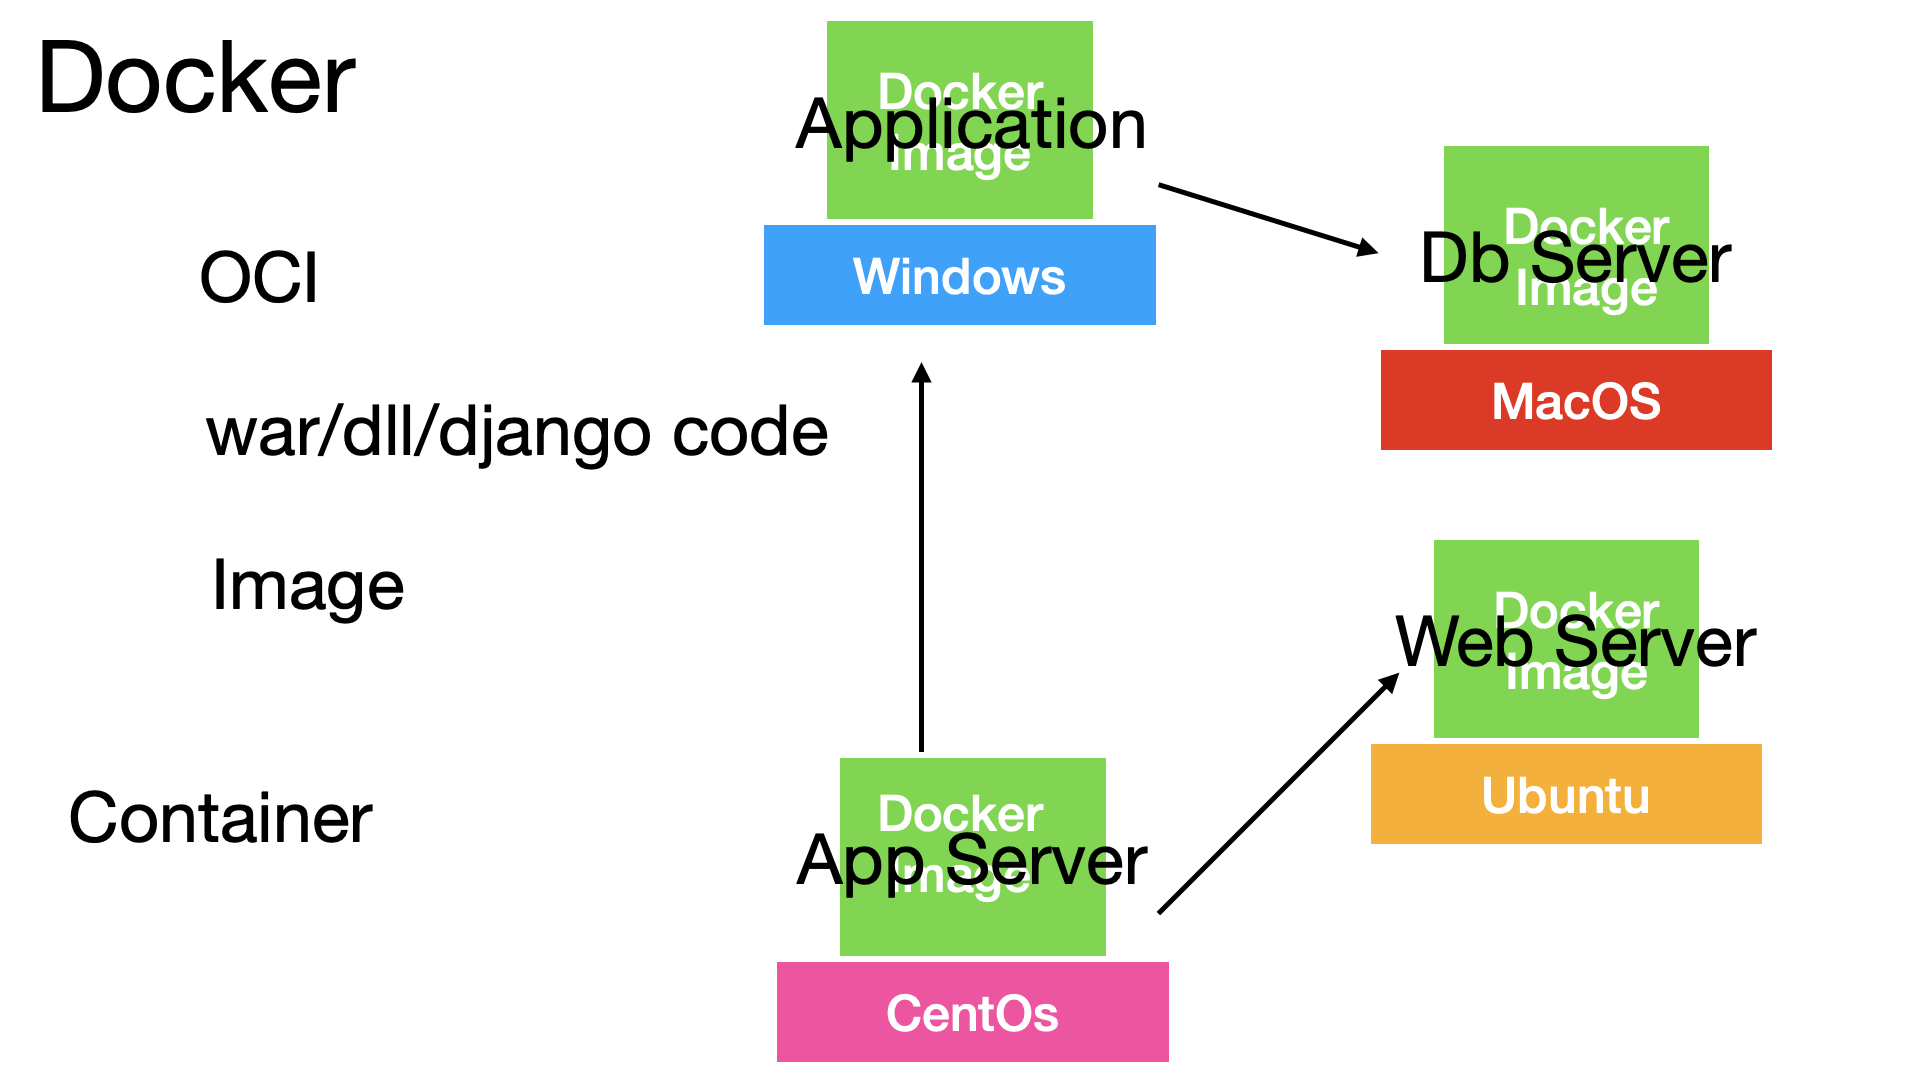 Docker
OCI
war/dll/django code
Image
Container
Docker
Image
Application
Windows
Docker
Image
Db Server
MacOS
Docker
Image
Web Server
Ubuntu
Docker
Image
App Server
CentOs